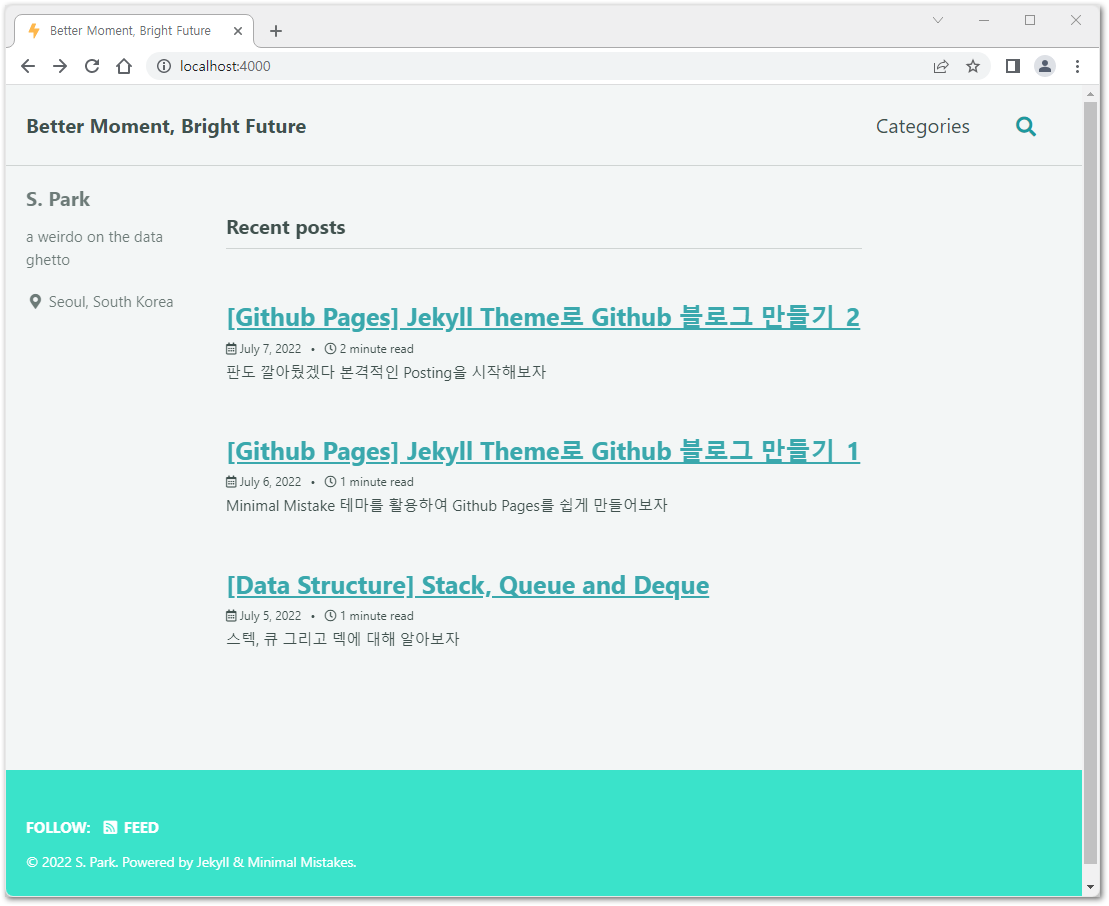 Better Moment, Bright Future
localhost:4000
Better Moment, Bright Future
Categories
S. Park
a weirdo on the data
ghetto
Seoul, South Korea
Recent posts
[Github Pages] Jekyll Theme로 Github 블로그 만들기_2
July 7, 2022 • 2 minute read
판도 깔아뒀겠다 본격적인 Posting을 시작해보자
[Github Pages] Jekyll Theme로 Github 블로그 만들기_1
July 6, 2022 • 1 minute read
Minimal Mistake 테마를 활용하여 Github Pages를 쉽게 만들어보자
[Data Structure] Stack, Queue and Deque
July 5, 2022 • 1 minute read
스텍, 큐 그리고 덱에 대해 알아보자
FOLLOW: FEED
© 2022 S. Park. Powered by Jekyll & Minimal Mistakes.